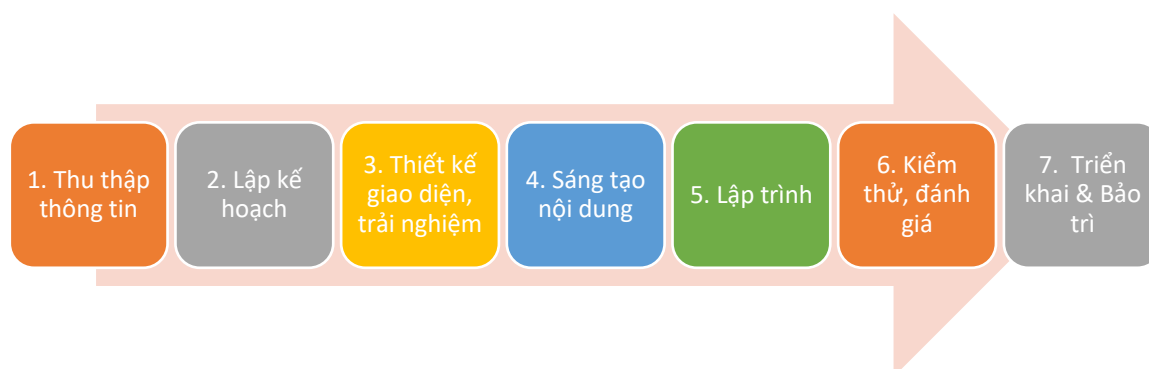 1. Thu thập
thông tin
2. Lập kế
hoạch
3. Thiết kế
giao diện,
trải nghiệm
4. Sáng tạo
nội dung
5. Lập trình
6. Kiểm
thử, đánh
giá
7. Triển
khai & Bảo
trì